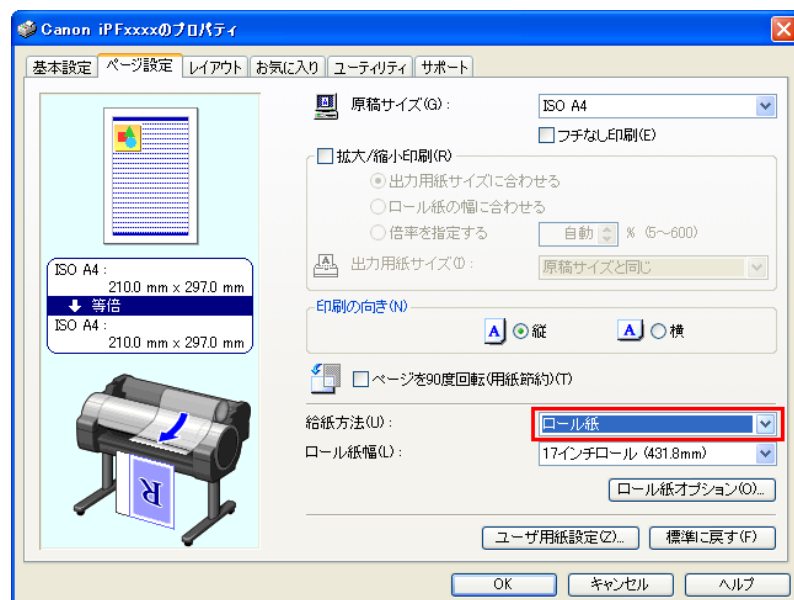 Canon iPFxxxxのプロパティ
基本設定 ページ設定 レイアウト お気に入り ユーティリティ サポート
原稿サイズ(G): ISO A4
フチなし印刷(E)
拡大/縮小印刷(R)
出力用紙サイズに合わせる
ロール紙の幅に合わせる
倍率を指定する 自動 % (5～600)
出力用紙サイズ(I): 原稿サイズと同じ
ISO A4 :
210.0 mm x 297.0 mm
等倍
ISO A4 :
210.0 mm x 297.0 mm
印刷の向き(N)
A 縦 A 横
ページを90度回転(用紙節約)(T)
給紙方法(U): ロール紙
ロール紙幅(L): 17インチロール (431.8mm)
ロール紙オプション(O)...
R
ユーザ用紙設定(Z)... 標準に戻す(F)
OK キャンセル ヘルプ